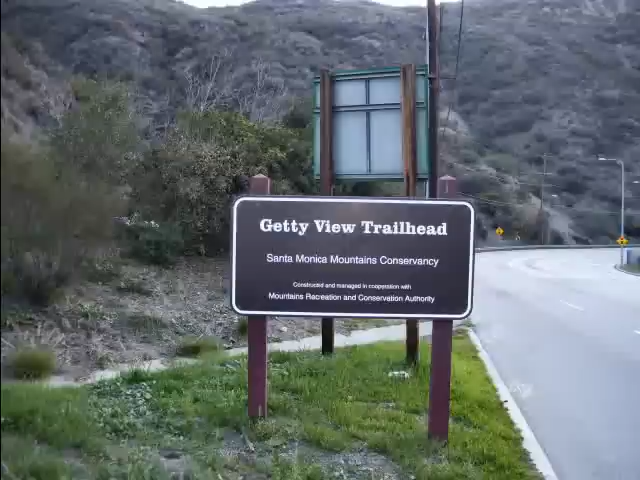 Getty View Trailhead
Santa Monica Mountains Conservancy
Constructed and managed in cooperation with
Mountains Recreation and Conservation Authority